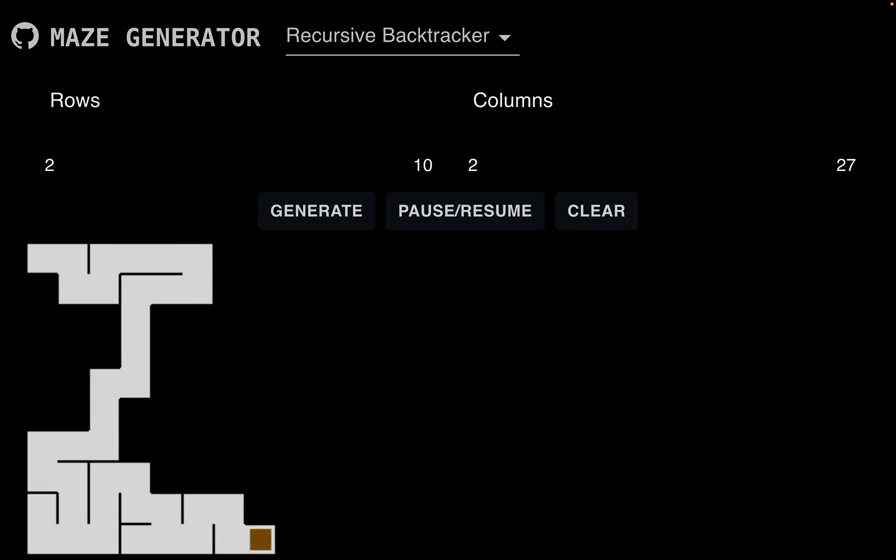 MAZE GENERATOR Recursive Backtracker
Rows Columns
2 10 2 27
GENERATE PAUSE/RESUME CLEAR